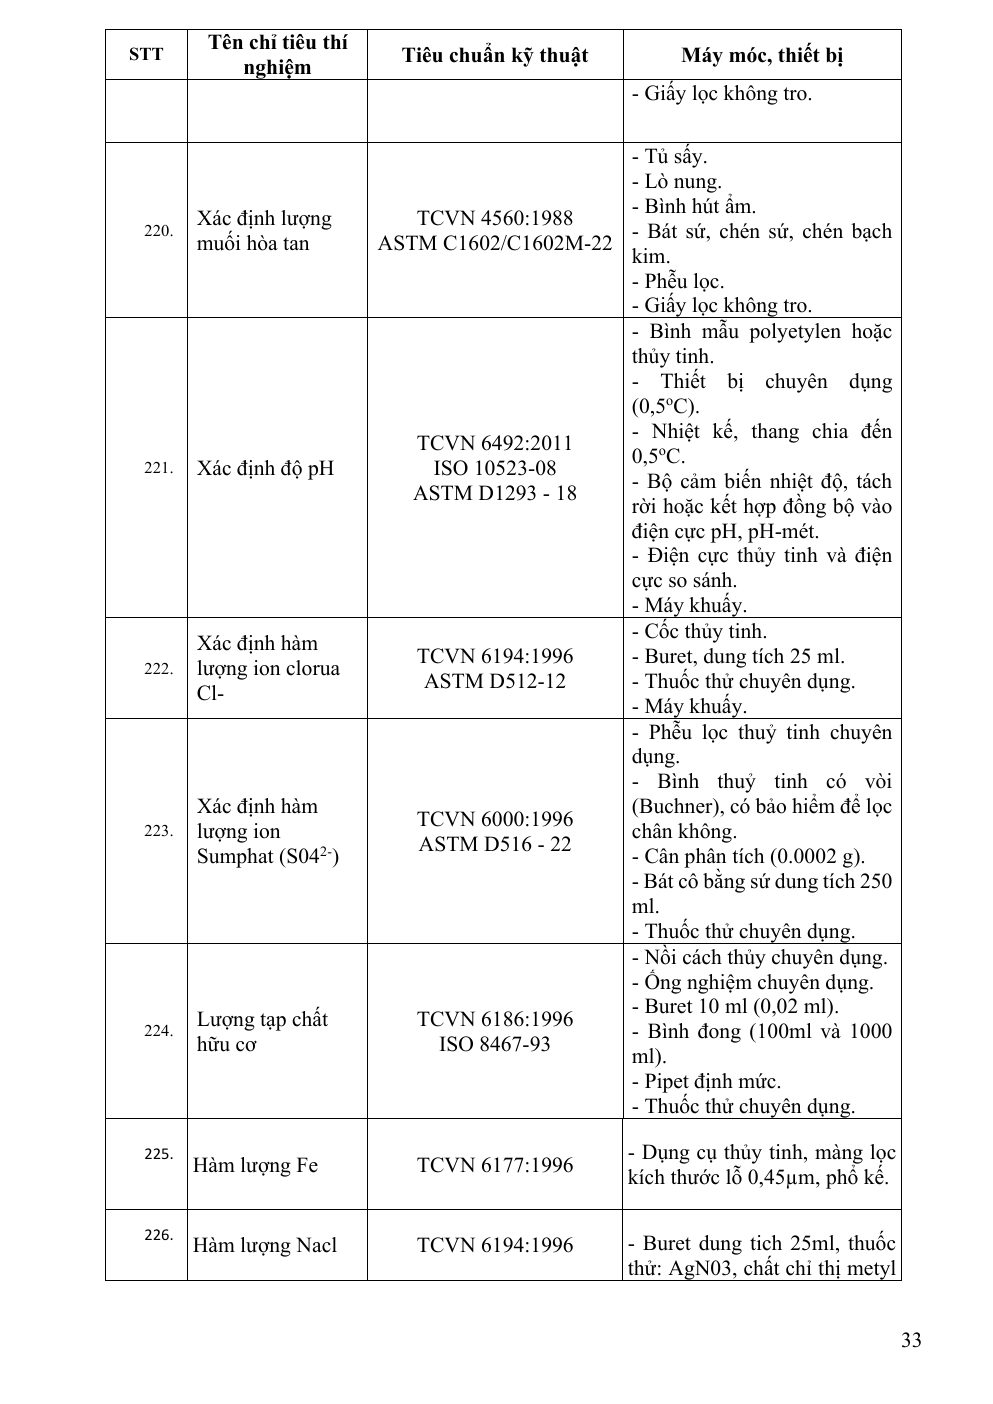 STT
Tên chỉ tiêu thí
nghiệm
Tiêu chuẩn kỹ thuật
Máy móc, thiết bị
- Giấy lọc không tro.
220.
Xác định lượng
muối hòa tan
TCVN 4560:1988
ASTM C1602/C1602M-22
- Tủ sấy.
- Lò nung.
- Bình hút ẩm.
- Bát sứ, chén sứ, chén bạch
kim.
- Phễu lọc.
- Giấy lọc không tro.
221.
Xác định độ pH
TCVN 6492:2011
ISO 10523-08
ASTM D1293 - 18
- Bình mẫu polyetylen hoặc
thủy tinh.
- Thiết bị chuyên dụng
(0,5ºC).
- Nhiệt kế, thang chia đến
0,5ºC.
- Bộ cảm biến nhiệt độ, tách
rời hoặc kết hợp đồng bộ vào
điện cực pH, pH-mét.
- Điện cực thủy tinh và điện
cực so sánh.
- Máy khuấy.
222.
Xác định hàm
lượng ion clorua
Cl-
TCVN 6194:1996
ASTM D512-12
- Cốc thủy tinh.
- Buret, dung tích 25 ml.
- Thuốc thử chuyên dụng.
- Máy khuấy.
223.
Xác định hàm
lượng ion
Sumphat (S04²⁻)
TCVN 6000:1996
ASTM D516 - 22
- Phễu lọc thuỷ tinh chuyên
dụng.
- Bình thuỷ tinh có vòi
(Buchner), có bảo hiểm để lọc
chân không.
- Cân phân tích (0.0002 g).
- Bát cô bằng sứ dung tích 250
ml.
- Thuốc thử chuyên dụng.
224.
Lượng tạp chất
hữu cơ
TCVN 6186:1996
ISO 8467-93
- Nồi cách thủy chuyên dụng.
- Ống nghiệm chuyên dụng.
- Buret 10 ml (0,02 ml).
- Bình đong (100ml và 1000
ml).
- Pipet định mức.
- Thuốc thử chuyên dụng.
225.
Hàm lượng Fe
TCVN 6177:1996
- Dụng cụ thủy tinh, màng lọc
kích thước lỗ 0,45µm, phổ kế.
226.
Hàm lượng Nacl
TCVN 6194:1996
- Buret dung tich 25ml, thuốc
thử: AgN03, chất chỉ thị metyl
33